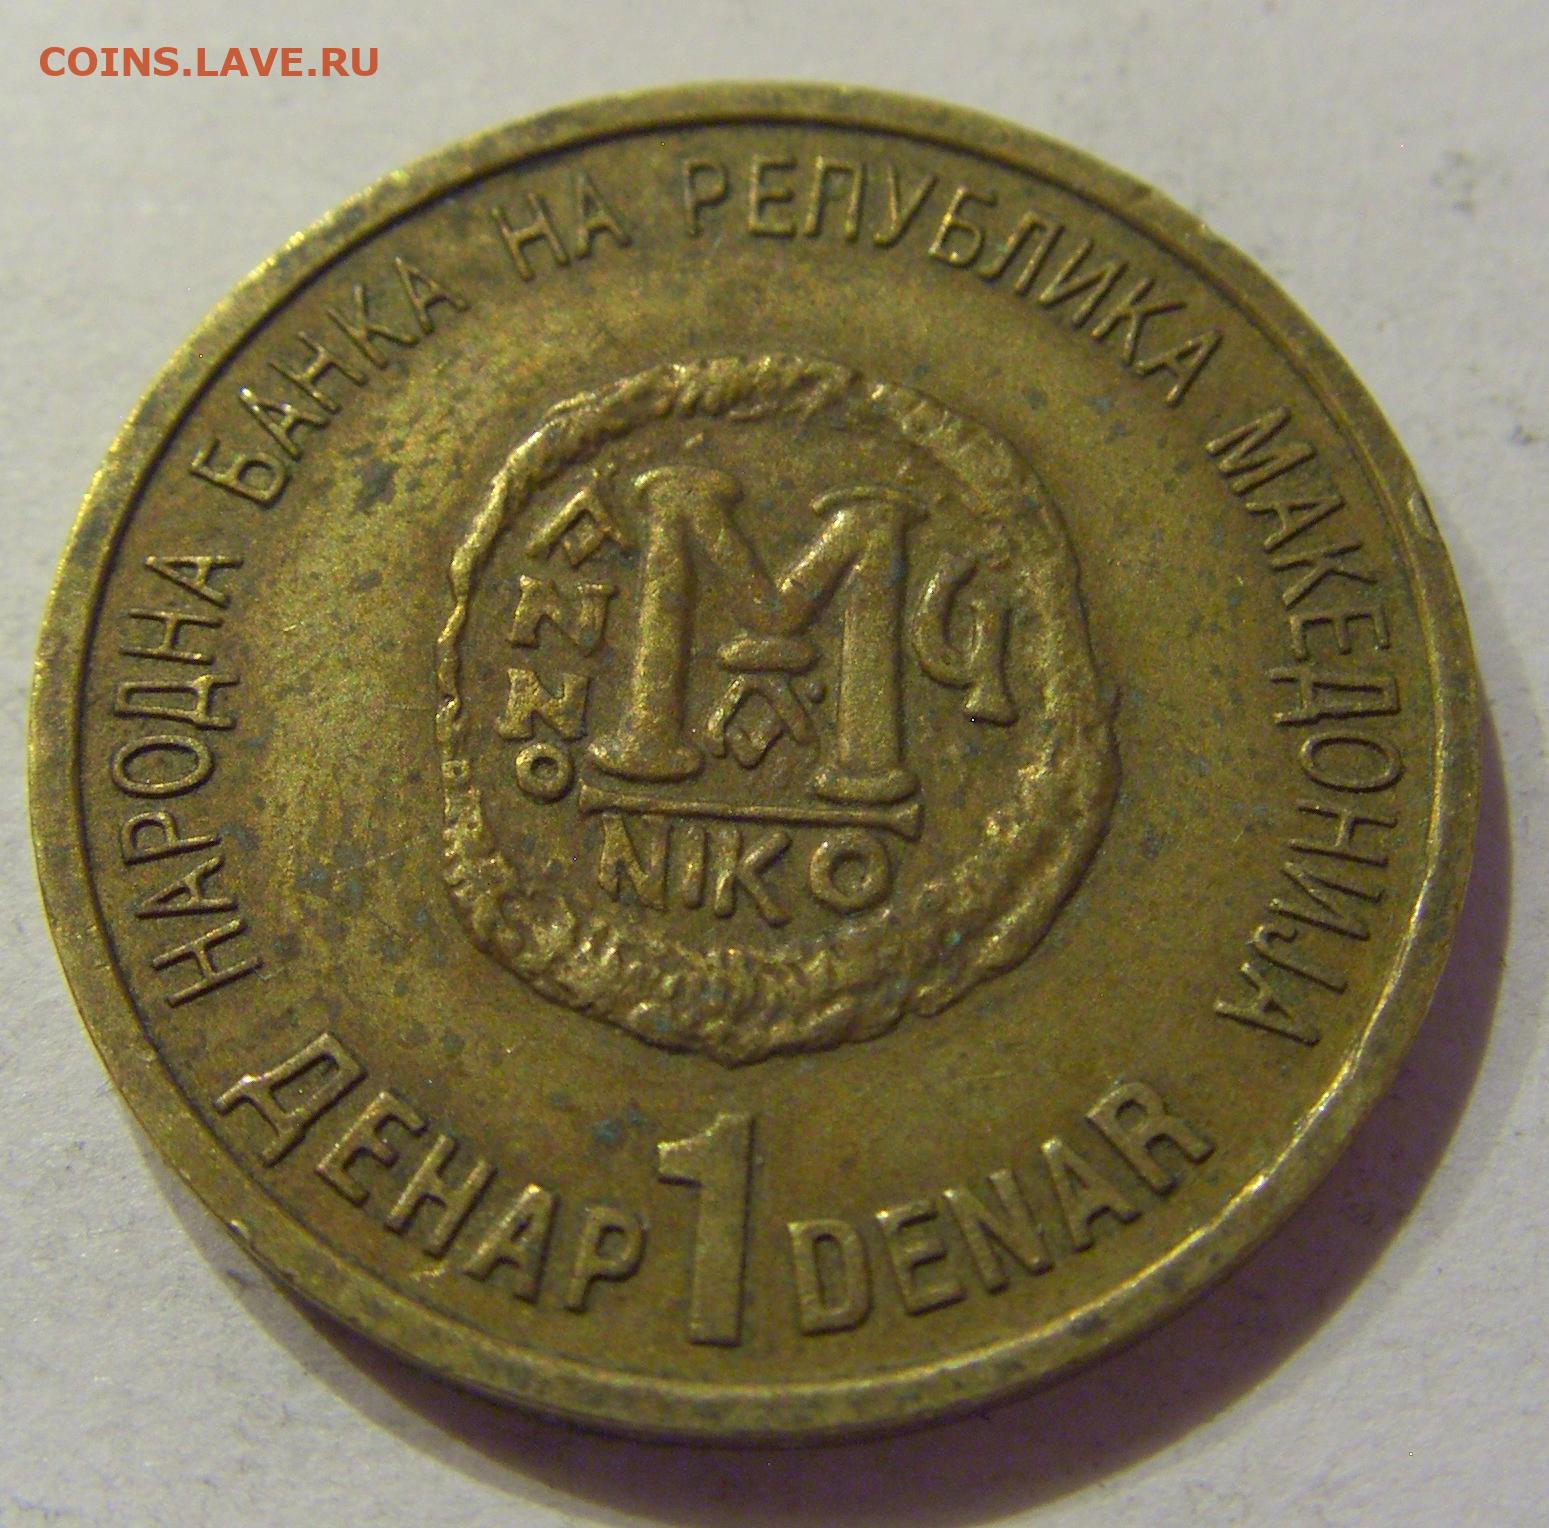 COINS.LAVE.RU
НАРОДНА БАНКА НА РЕПУБЛИКА МАКЕДОНИЈА
ANNO
M
NIKO
ДЕНАР 1 DENAR